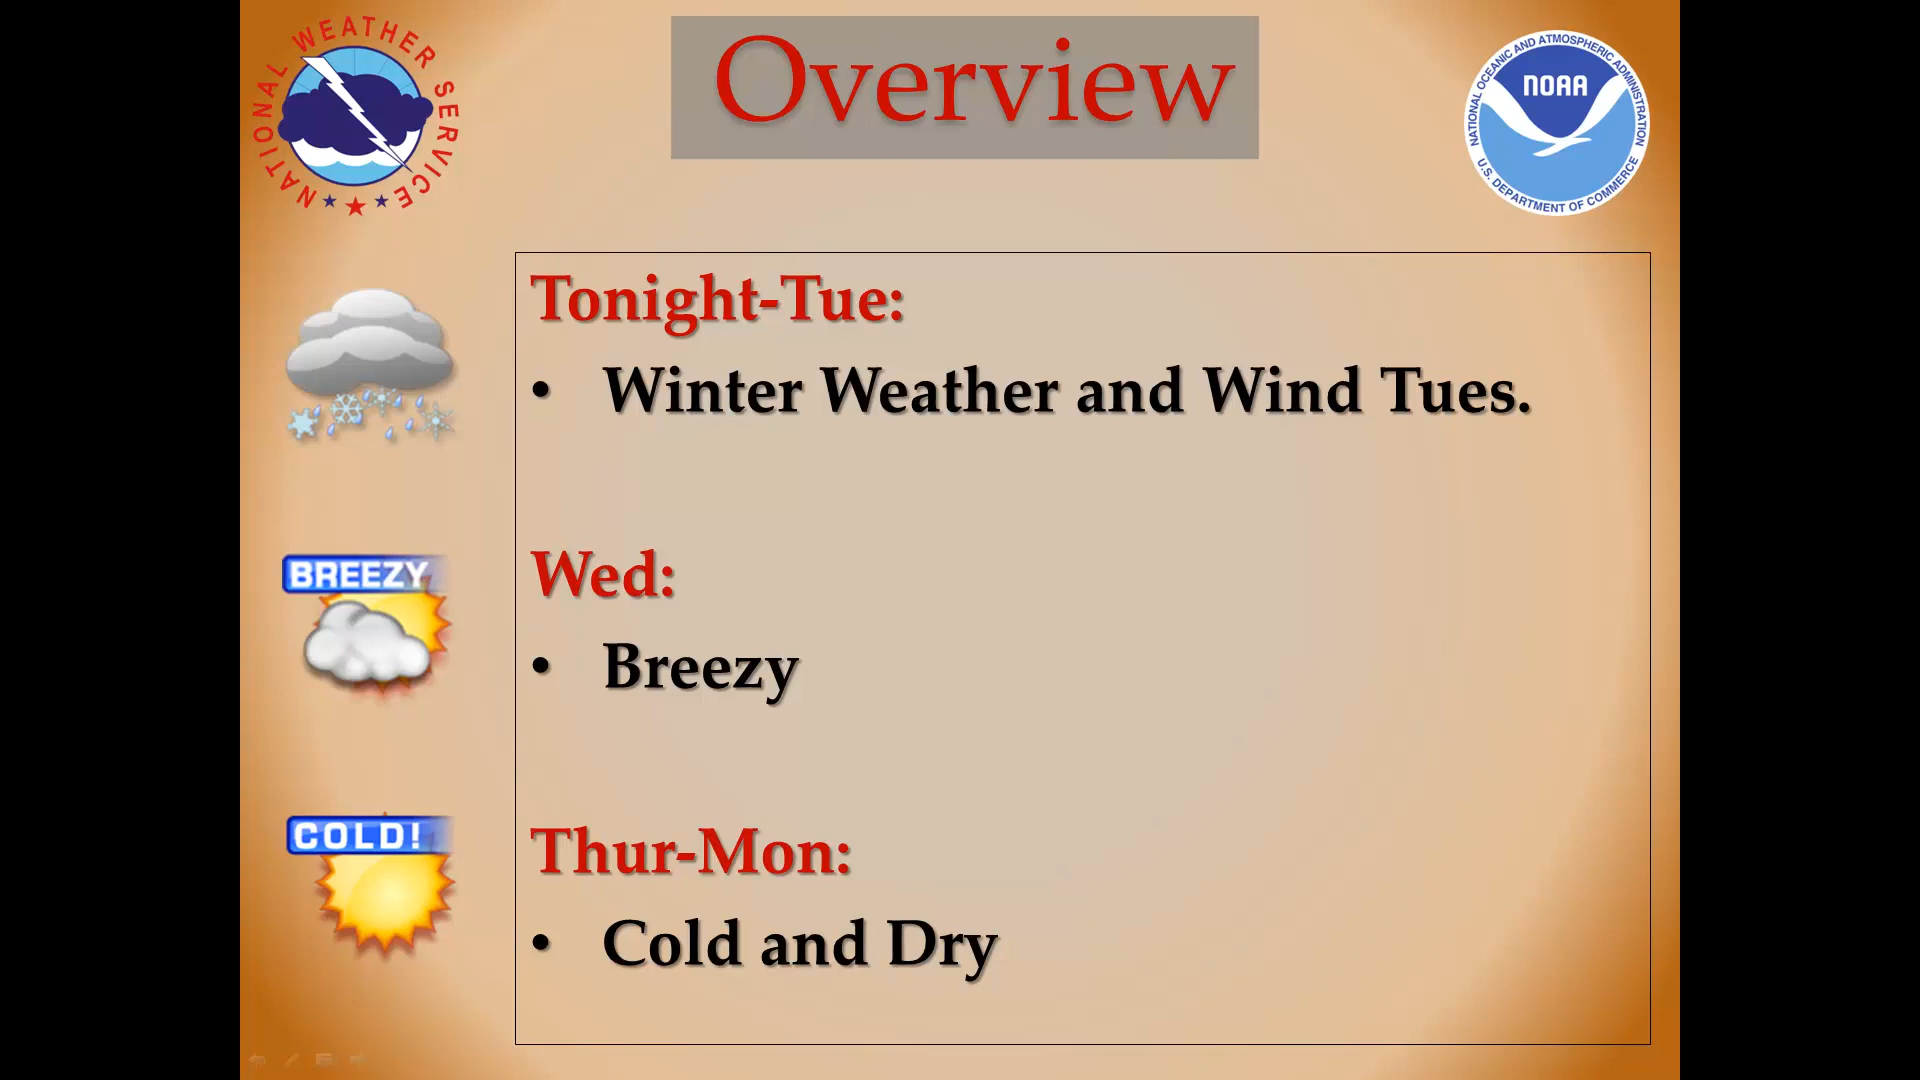 NATIONAL WEATHER SERVICE
Overview
NATIONAL OCEANIC AND ATMOSPHERIC ADMINISTRATION
NOAA
U.S. DEPARTMENT OF COMMERCE
Tonight-Tue:
• Winter Weather and Wind Tues.
BREEZY
Wed:
• Breezy
COLD!
Thur-Mon:
• Cold and Dry